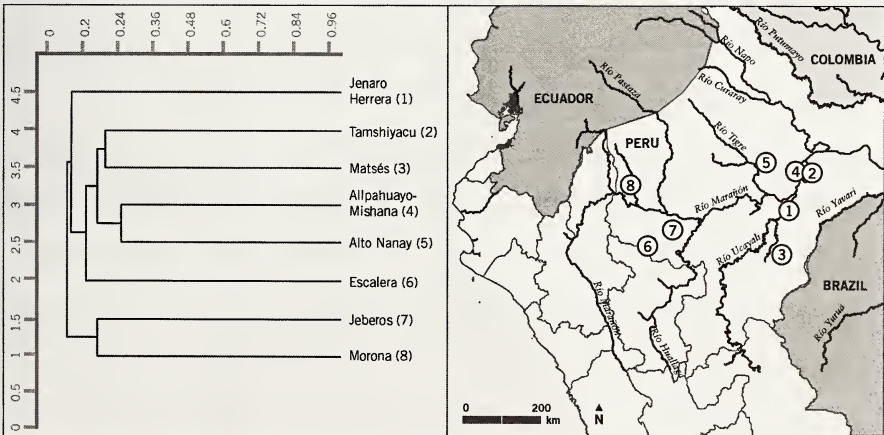 0
0.2
0.24
0.36
0.48
0.6
0.72
0.84
0.96
4.5
4
3.5
3
2.5
2
1.5
1
0.5
0
Jenaro
Herrera (1)
Tamshiyacu (2)
Matsés (3)
Allpahuayo-
Mishana (4)
Alto Nanay (5)
Escalera (6)
Jeberos (7)
Morona (8)
Río Putumayo
Río Napo
COLOMBIA
Río Pastaza
Río Curaray
ECUADOR
Río Tigre
PERU
5
4
2
8
Río Marañón
1
Río Yavari
7
6
Río Ucayali
3
BRAZIL
Río Marañón
Río Huallaga
Río Yurua
0
200
km
N